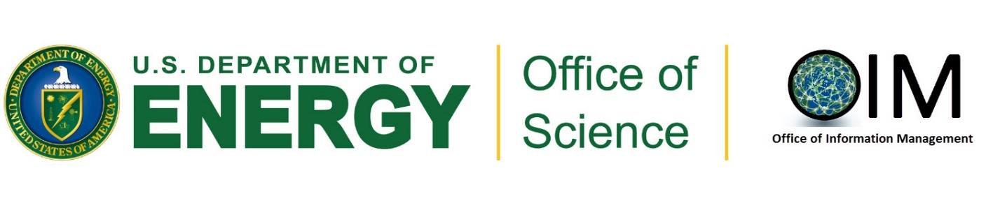 DEPARTMENT OF ENERGY
UNITED STATES OF AMERICA
U.S. DEPARTMENT OF
ENERGY
Office of
Science
OIM
Office of Information Management